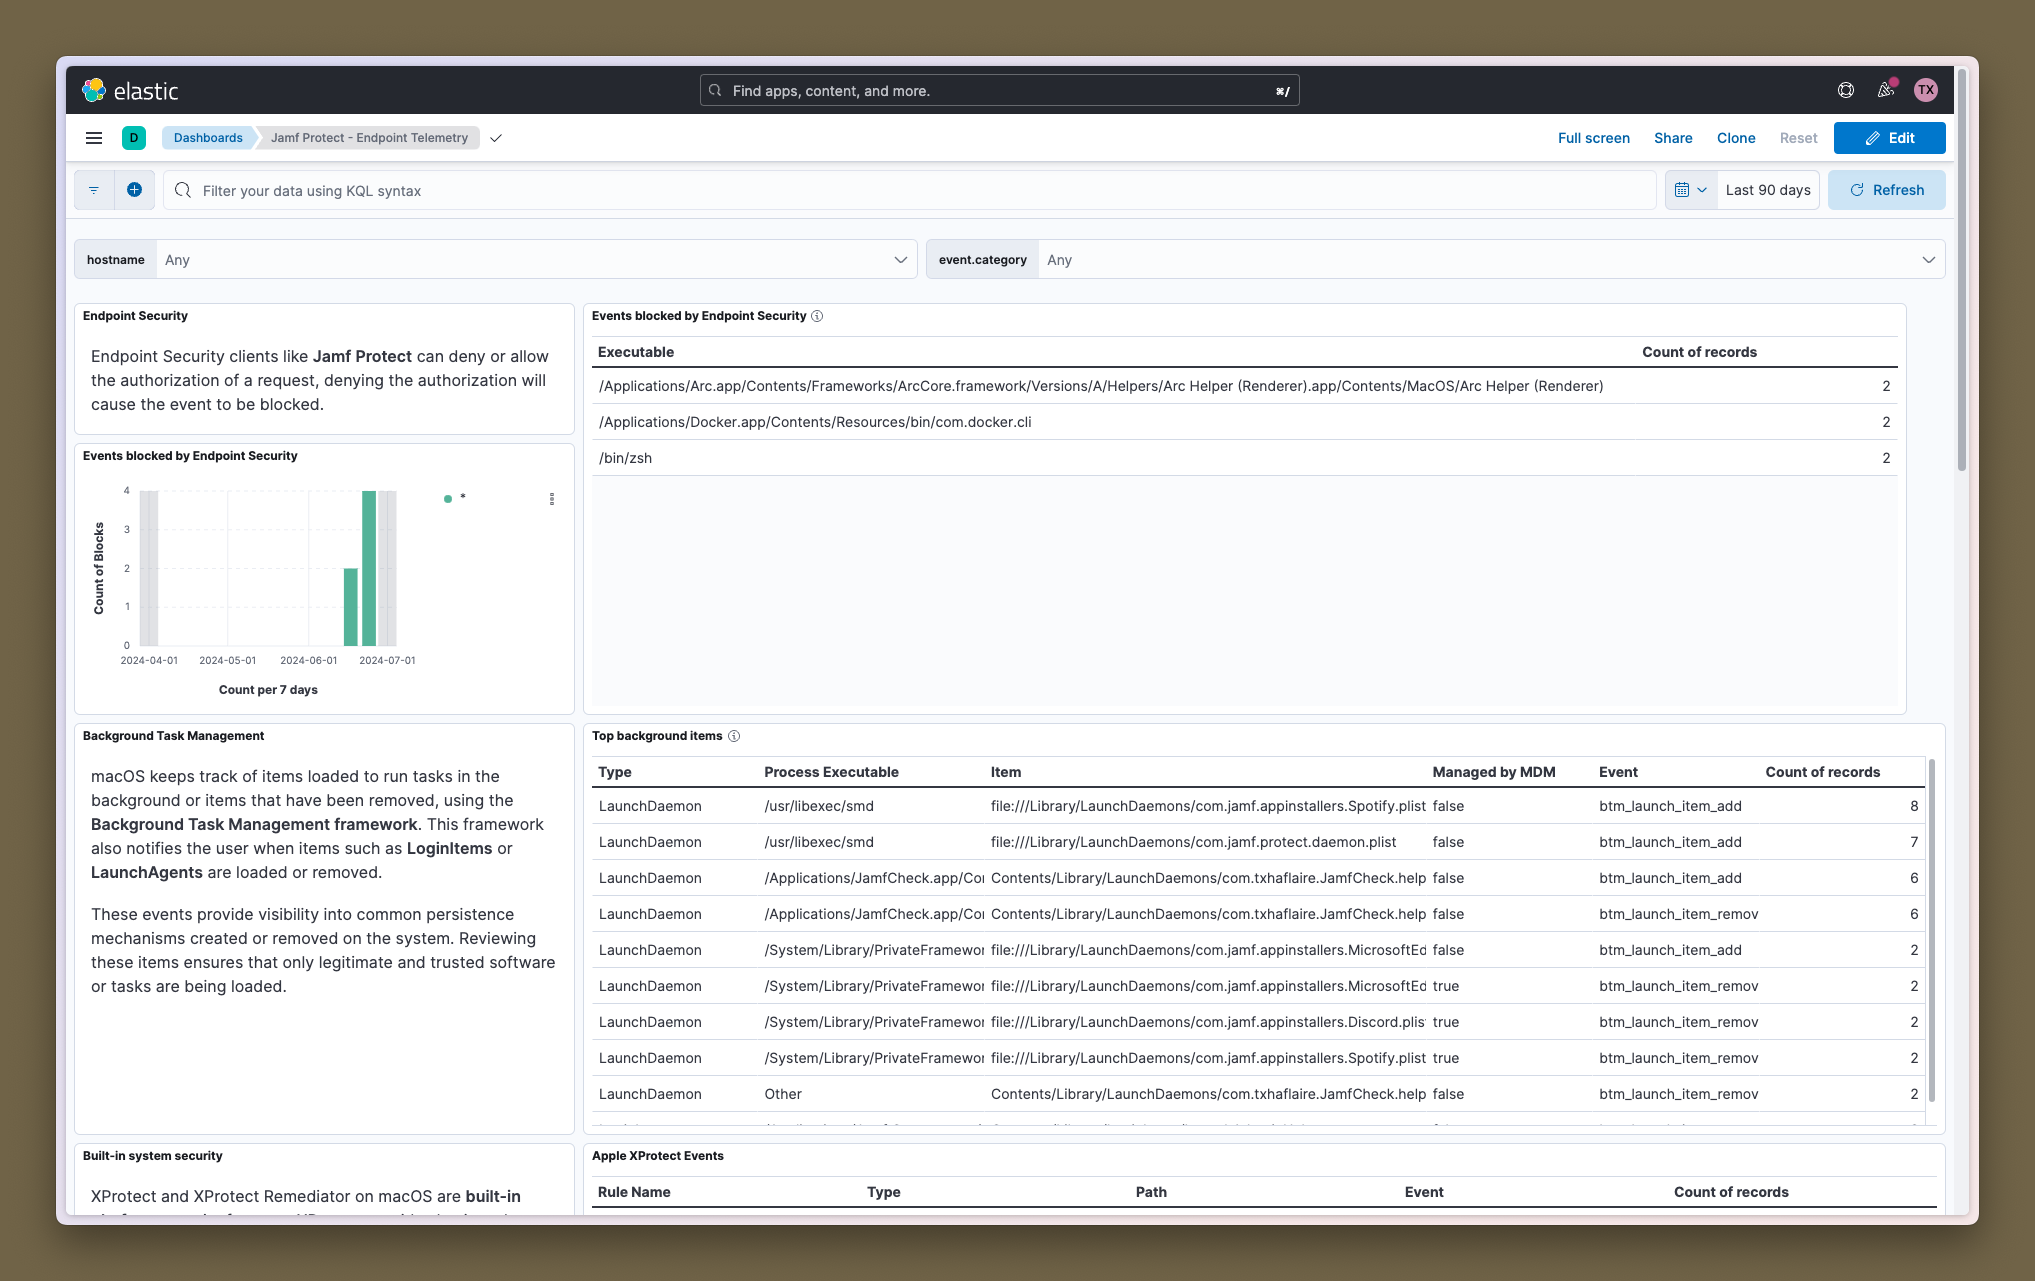 elastic
Find apps, content, and more.
⌘/
TX
D
Dashboards
Jamf Protect - Endpoint Telemetry
Full screen
Share
Clone
Reset
Edit
Filter your data using KQL syntax
Last 90 days
Refresh
hostname
Any
event.category
Any
Endpoint Security
Endpoint Security clients like Jamf Protect can deny or allow
the authorization of a request, denying the authorization will
cause the event to be blocked.
Events blocked by Endpoint Security
Executable Count of records
/Applications/Arc.app/Contents/Frameworks/ArcCore.framework/Versions/A/Helpers/Arc Helper (Renderer).app/Contents/MacOS/Arc Helper (Renderer) 2
/Applications/Docker.app/Contents/Resources/bin/com.docker.cli 2
/bin/zsh 2
Events blocked by Endpoint Security
Count of Blocks
4
3
2
1
0
2024-04-01 2024-05-01 2024-06-01 2024-07-01
Count per 7 days
*
Background Task Management
macOS keeps track of items loaded to run tasks in the
background or items that have been removed, using the
Background Task Management framework. This framework
also notifies the user when items such as LoginItems or
LaunchAgents are loaded or removed.
These events provide visibility into common persistence
mechanisms created or removed on the system. Reviewing
these items ensures that only legitimate and trusted software
or tasks are being loaded.
Top background items
Type Process Executable Item Managed by MDM Event Count of records
LaunchDaemon /usr/libexec/smd file:///Library/LaunchDaemons/com.jamf.appinstallers.Spotify.plist false btm_launch_item_add 8
LaunchDaemon /usr/libexec/smd file:///Library/LaunchDaemons/com.jamf.protect.daemon.plist false btm_launch_item_add 7
LaunchDaemon /Applications/JamfCheck.app/Coi Contents/Library/LaunchDaemons/com.txhaflaire.JamfCheck.help false btm_launch_item_add 6
LaunchDaemon /Applications/JamfCheck.app/Coi Contents/Library/LaunchDaemons/com.txhaflaire.JamfCheck.help false btm_launch_item_remov 6
LaunchDaemon /System/Library/PrivateFramewor file:///Library/LaunchDaemons/com.jamf.appinstallers.MicrosoftEd false btm_launch_item_add 2
LaunchDaemon /System/Library/PrivateFramewor file:///Library/LaunchDaemons/com.jamf.appinstallers.MicrosoftEd true btm_launch_item_remov 2
LaunchDaemon /System/Library/PrivateFramewor file:///Library/LaunchDaemons/com.jamf.appinstallers.Discord.plis true btm_launch_item_remov 2
LaunchDaemon /System/Library/PrivateFramewor file:///Library/LaunchDaemons/com.jamf.appinstallers.Spotify.plist true btm_launch_item_remov 2
LaunchDaemon Other Contents/Library/LaunchDaemons/com.txhaflaire.JamfCheck.help false btm_launch_item_remov 2
Built-in system security
XProtect and XProtect Remediator on macOS are built-in
Apple XProtect Events
Rule Name Type Path Event Count of records